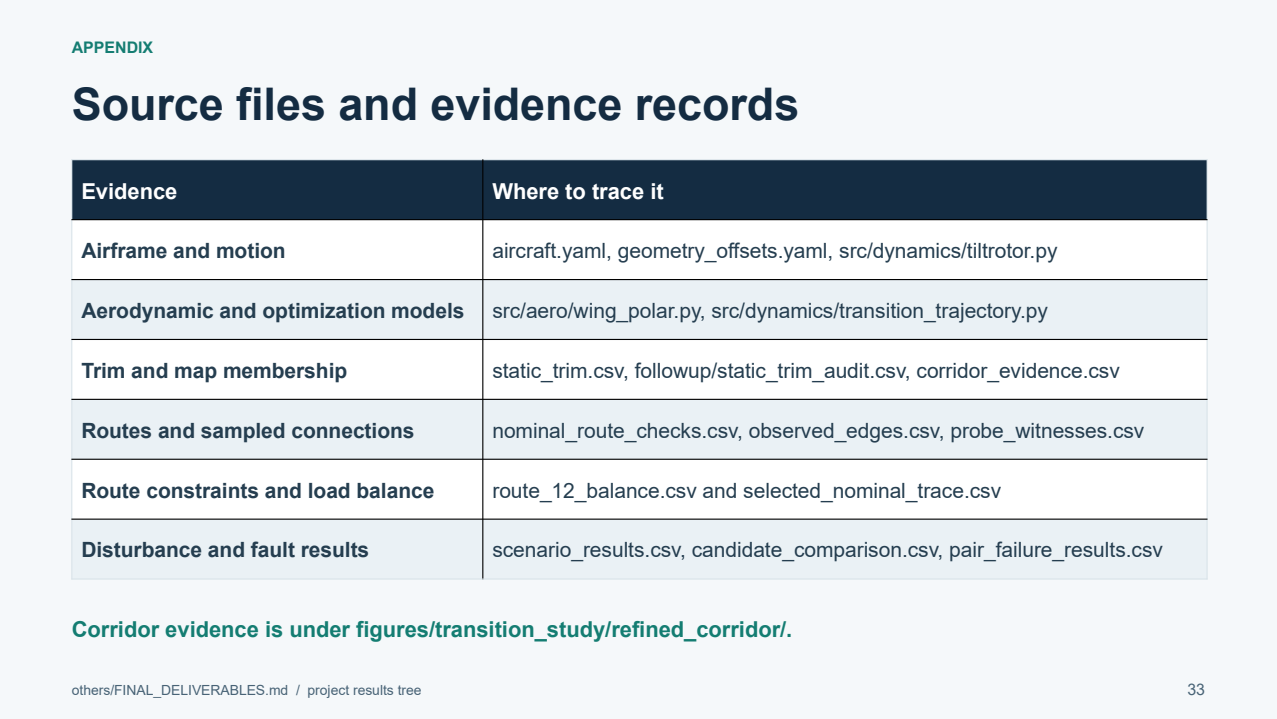 APPENDIX
Source files and evidence records
Evidence
Where to trace it
Airframe and motion
aircraft.yaml, geometry_offsets.yaml, src/dynamics/tiltrotor.py
Aerodynamic and optimization models
src/aero/wing_polar.py, src/dynamics/transition_trajectory.py
Trim and map membership
static_trim.csv, followup/static_trim_audit.csv, corridor_evidence.csv
Routes and sampled connections
nominal_route_checks.csv, observed_edges.csv, probe_witnesses.csv
Route constraints and load balance
route_12_balance.csv and selected_nominal_trace.csv
Disturbance and fault results
scenario_results.csv, candidate_comparison.csv, pair_failure_results.csv
Corridor evidence is under figures/transition_study/refined_corridor/.
others/FINAL_DELIVERABLES.md / project results tree
33